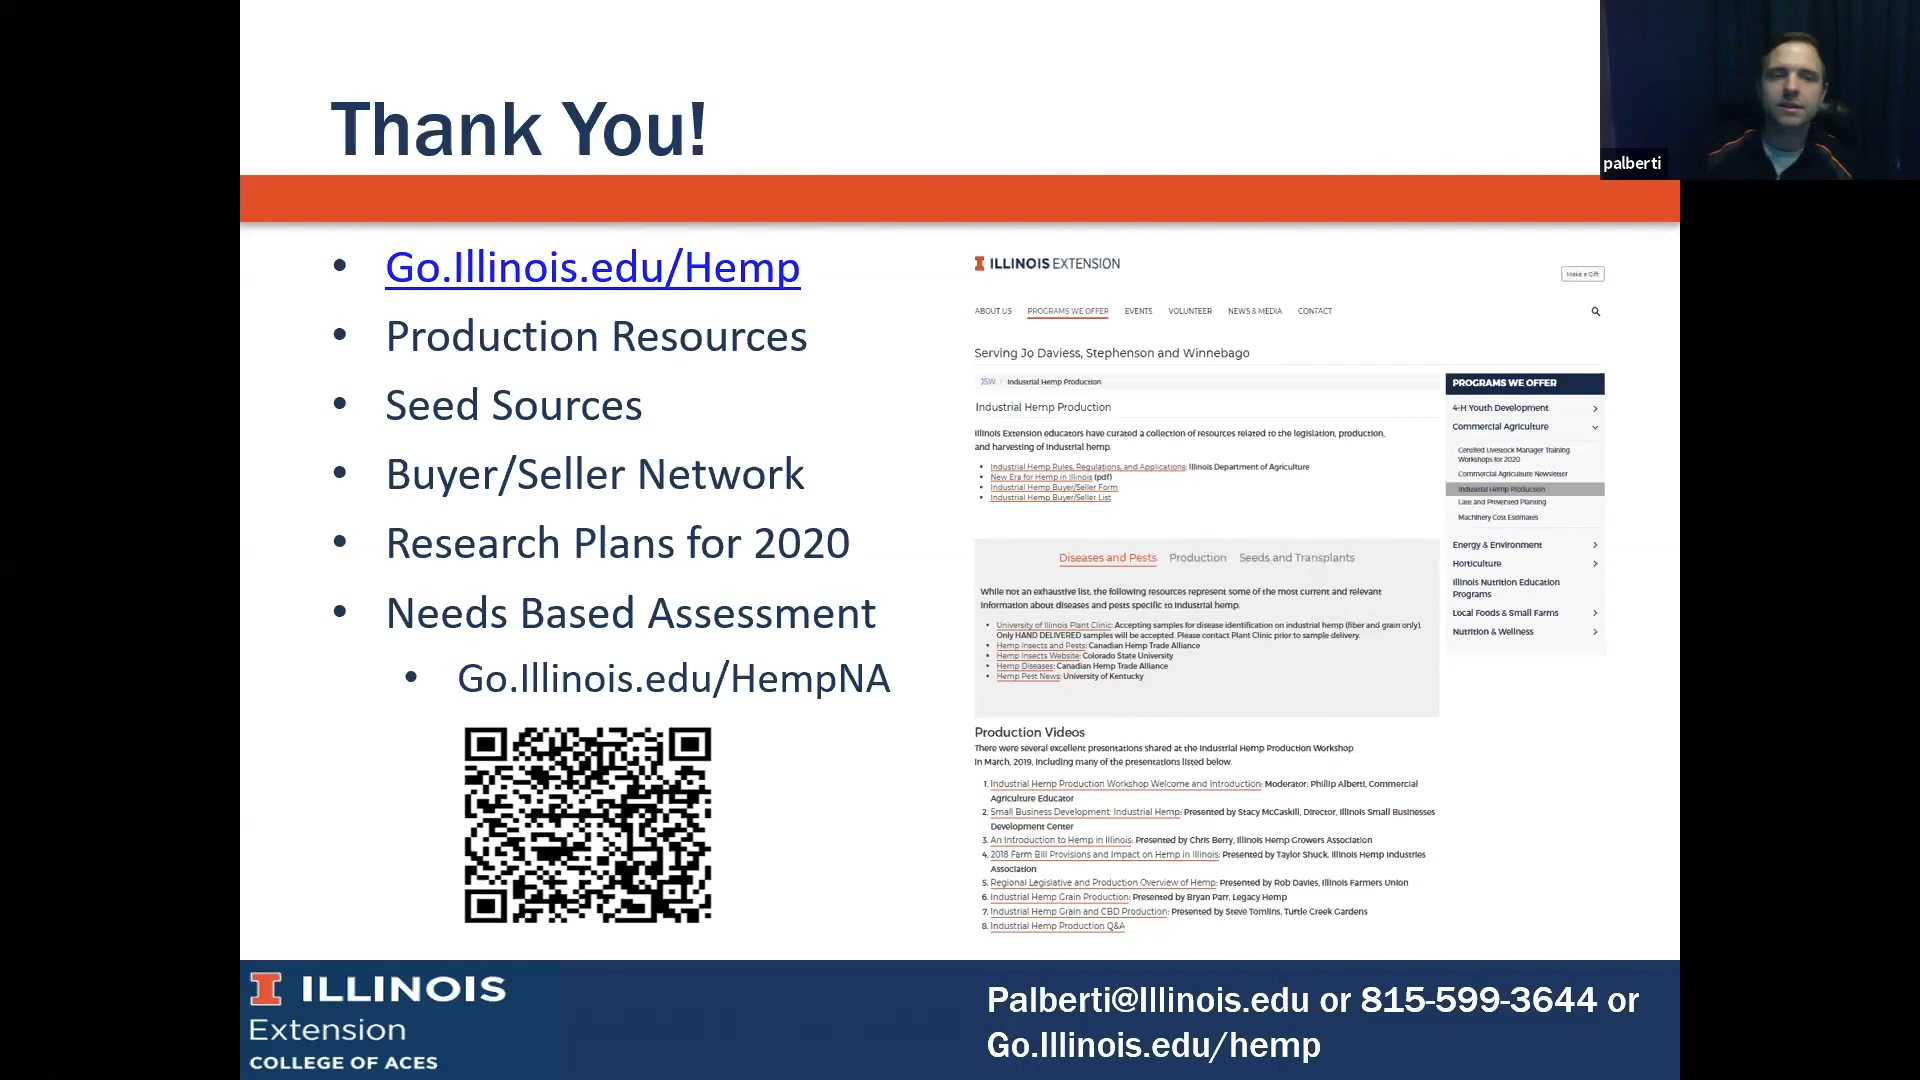 Thank You!
palberti
• Go.Illinois.edu/Hemp
• Production Resources
• Seed Sources
• Buyer/Seller Network
• Research Plans for 2020
• Needs Based Assessment
• Go.Illinois.edu/HempNA
ILLINOIS EXTENSION
Make a Gift
ABOUT US PROGRAMS WE OFFER EVENTS VOLUNTEER NEWS & MEDIA CONTACT
Serving Jo Daviess, Stephenson and Winnebago
JSW / Industrial Hemp Production
Industrial Hemp Production
Illinois Extension educators have curated a collection of resources related to the legislation, production,
and harvesting of industrial hemp.
• Industrial Hemp Rules, Regulations, and Applications: Illinois Department of Agriculture
• New Era for Hemp in Illinois (pdf)
• Industrial Hemp Buyer/Seller Form
• Industrial Hemp Buyer/Seller List
Diseases and Pests Production Seeds and Transplants
While not an exhaustive list, the following resources represent some of the most current and relevant
information about diseases and pests specific to industrial hemp.
• University of Illinois Plant Clinic: Accepting samples for disease identification on industrial hemp (fiber and grain only).
Only HAND DELIVERED samples will be accepted. Please contact Plant Clinic prior to sample delivery.
• Hemp Insects and Pests: Canadian Hemp Trade Alliance
• Hemp Insects Website: Colorado State University
• Hemp Diseases: Canadian Hemp Trade Alliance
• Hemp Pest News: University of Kentucky
Production Videos
There were several excellent presentations shared at the Industrial Hemp Production Workshop
in March, 2019, including many of the presentations listed below.
1. Industrial Hemp Production Workshop Welcome and Introduction: Moderator: Phillip Alberti, Commercial
Agriculture Educator
2. Small Business Development: Industrial Hemp: Presented by Stacy McCaskill, Director, Illinois Small Businesses
Development Center
3. An Introduction to Hemp in Illinois: Presented by Chris Berry, Illinois Hemp Growers Association
4. 2018 Farm Bill Provisions and Impact on Hemp in Illinois: Presented by Taylor Shuck, Illinois Hemp Industries
Association
5. Regional Legislative and Production Overview of Hemp: Presented by Rob Davies, Illinois Farmers Union
6. Industrial Hemp Grain Production: Presented by Bryan Parr, Legacy Hemp
7. Industrial Hemp Grain and CBD Production: Presented by Steve Tomlins, Turtle Creek Gardens
8. Industrial Hemp Production Q&A
PROGRAMS WE OFFER
4-H Youth Development
Commercial Agriculture
Certified Livestock Manager Training
Workshops for 2020
Commercial Agriculture Newsletter
Industrial Hemp Production
Late and Prevented Planting
Machinery Cost Estimates
Energy & Environment
Horticulture
Illinois Nutrition Education
Programs
Local Foods & Small Farms
Nutrition & Wellness
ILLINOIS
Extension
COLLEGE OF ACES
Palberti@Illinois.edu or 815-599-3644 or
Go.Illinois.edu/hemp